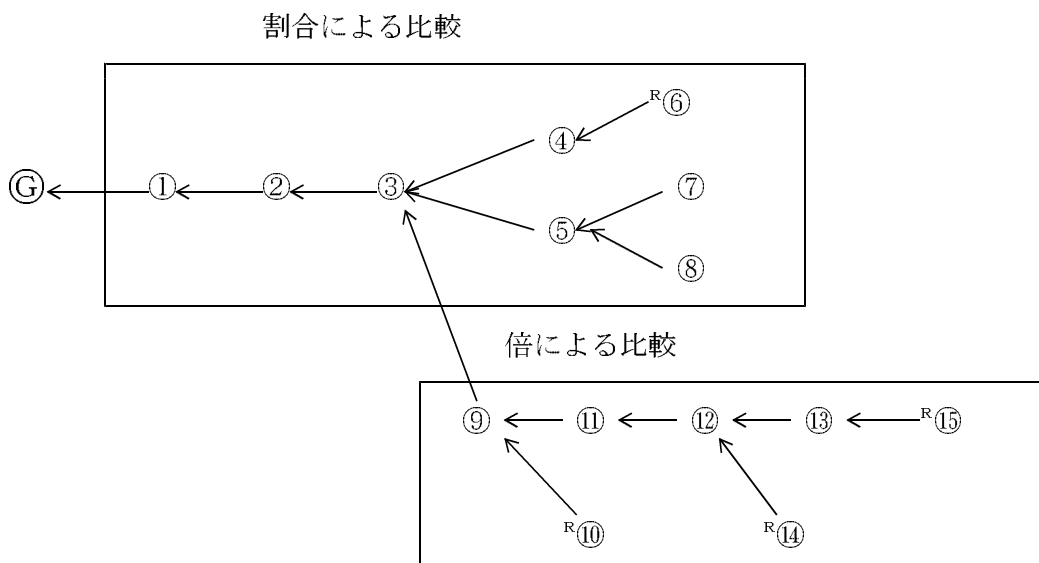 割合による比較
R⑥
④
Ⓖ ① ② ③ ⑦
⑤
⑧
倍による比較
⑨ ⑪ ⑫ ⑬ R⑮
R⑩ R⑭